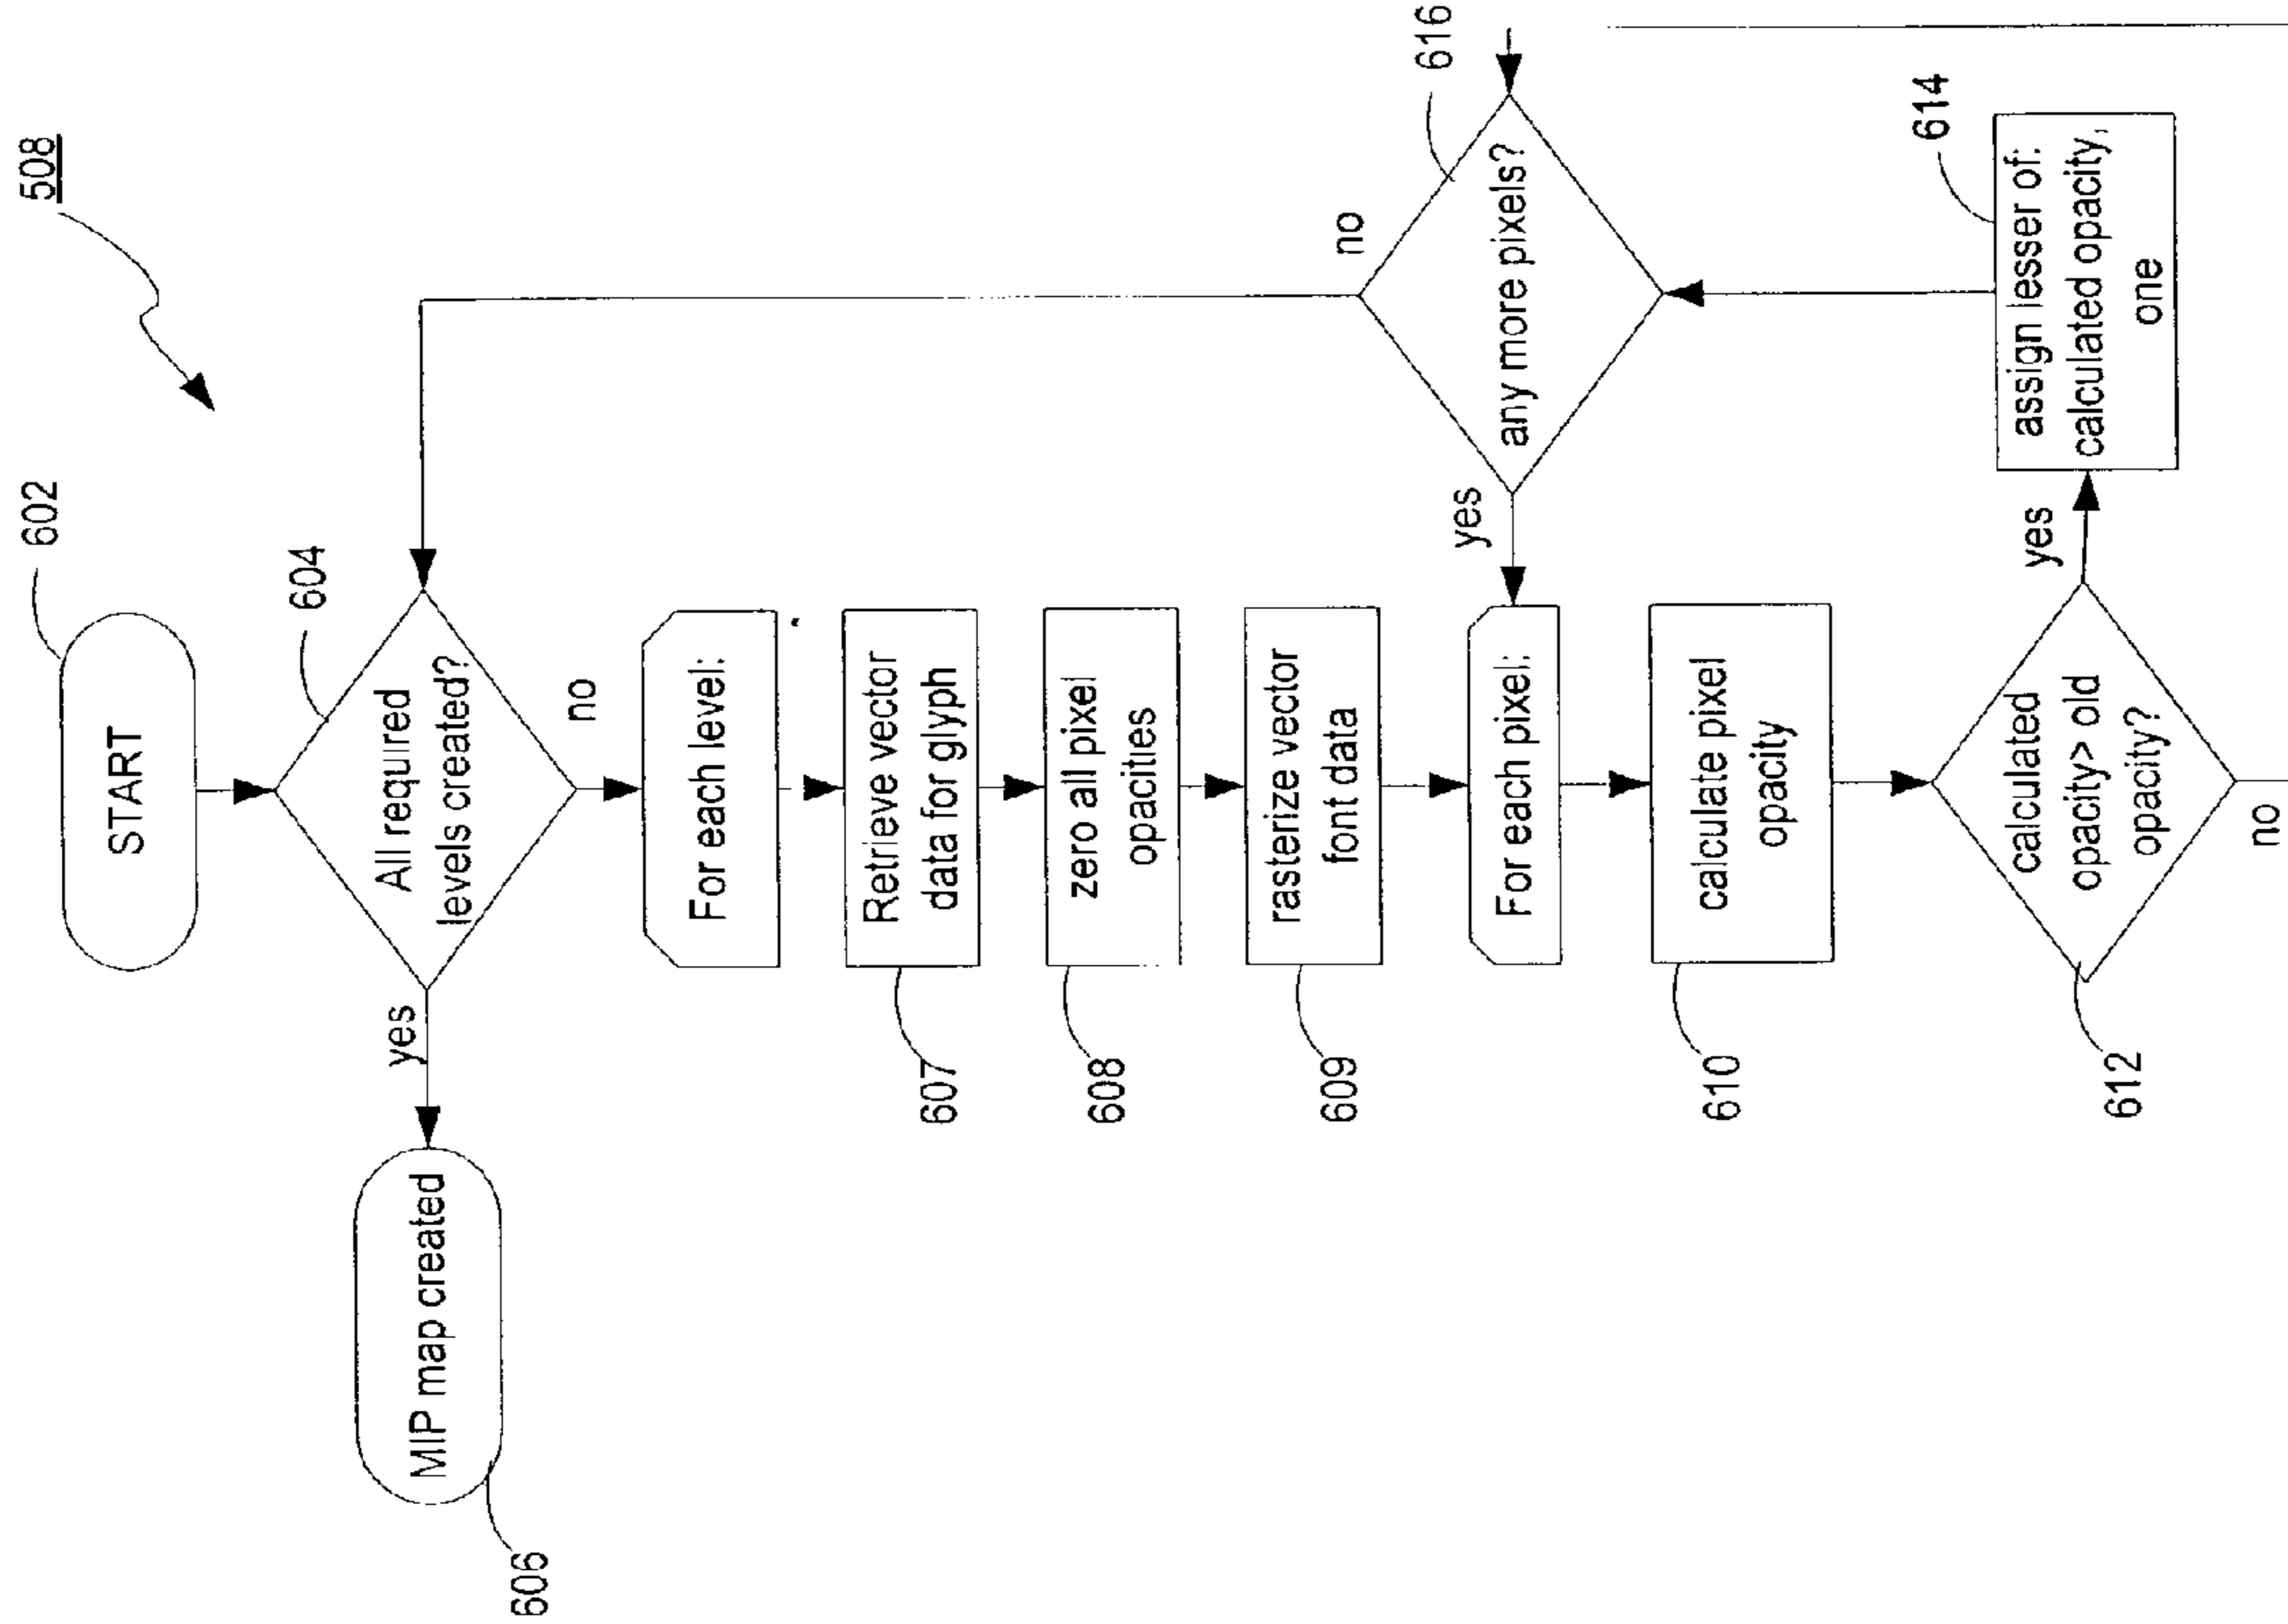 508
602
START
604
All required
levels created?
yes
MIP map created
606
no
For each level:
Retrieve vector
data for glyph
607
zero all pixel
opacities
608
rasterize vector
font data
609
For each pixel:
yes
any more pixels?
616
no
calculate pixel
opacity
610
calculated
opacity> old
opacity?
612
yes
assign lesser of:
calculated opacity,
one
614
no